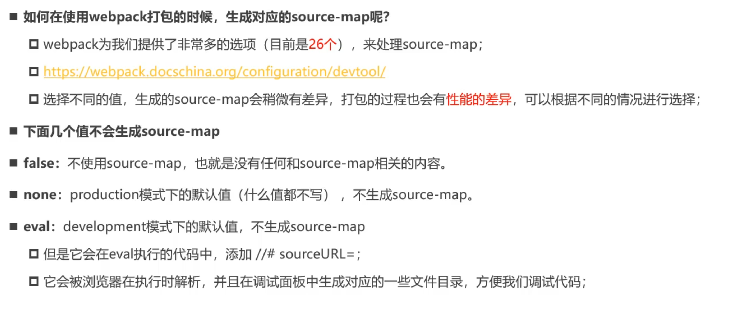 如何在使用webpack打包的时候，生成对应的source-map呢？
webpack为我们提供了非常多的选项（目前是26个），来处理source-map；
https://webpack.docschina.org/configuration/devtool/
选择不同的值，生成的source-map会稍微有差异，打包的过程也会有性能的差异，可以根据不同的情况进行选择；
下面几个值不会生成source-map
false：不使用source-map，也就是没有任何和source-map相关的内容。
none：production模式下的默认值（什么值都不写），不生成source-map。
eval：development模式下的默认值，不生成source-map
但是它会在eval执行的代码中，添加 //# sourceURL=；
它会被浏览器在执行时解析，并且在调试面板中生成对应的一些文件目录，方便我们调试代码；